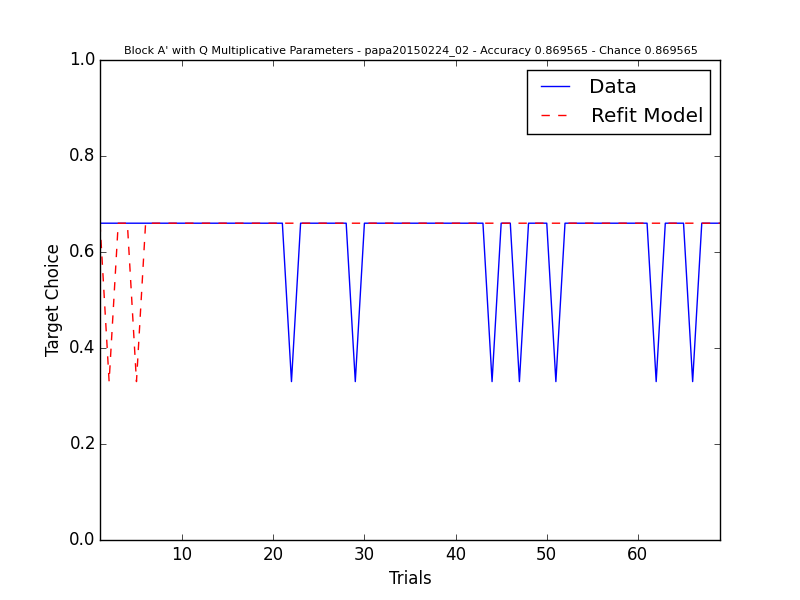 Block A' with Q Multiplicative Parameters - papa20150224_02 - Accuracy 0.869565 - Chance 0.869565
1.0
Data
Refit Model
0.8
0.6
Target Choice
0.4
0.2
0.0
10 20 30 40 50 60
Trials